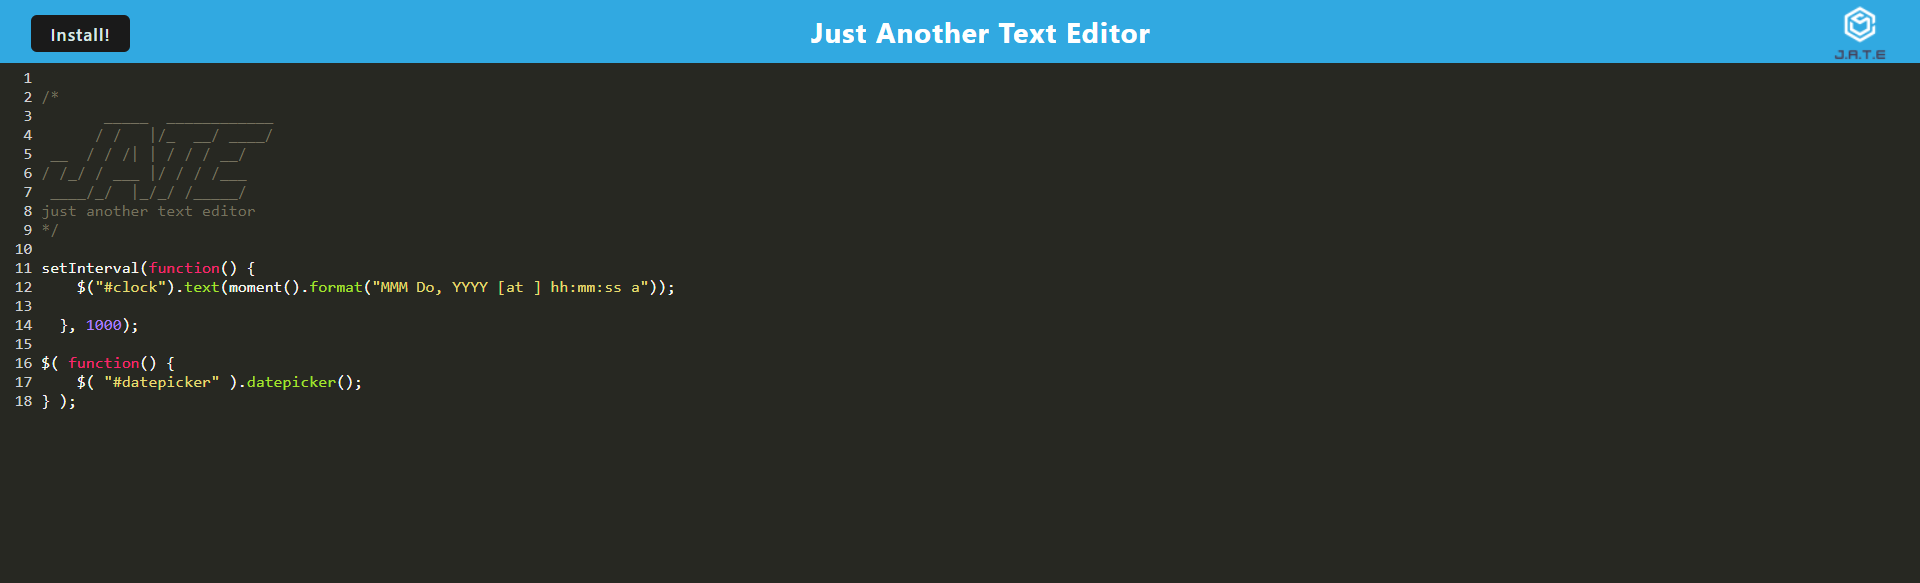 Install!
Just Another Text Editor
J.A.T.E
1
2 /*
3        _____  ____________
4       / /   |/_  __/ ____/
5  __  / / /| | / / / __/
6 / /_/ / ___ |/ / / /___
7  ____/_/  |_/_/ /_____/
8 just another text editor
9 */
10
11 setInterval(function() {
12     $("#clock").text(moment().format("MMM Do, YYYY [at ] hh:mm:ss a"));
13
14   }, 1000);
15
16 $( function() {
17     $( "#datepicker" ).datepicker();
18 } );